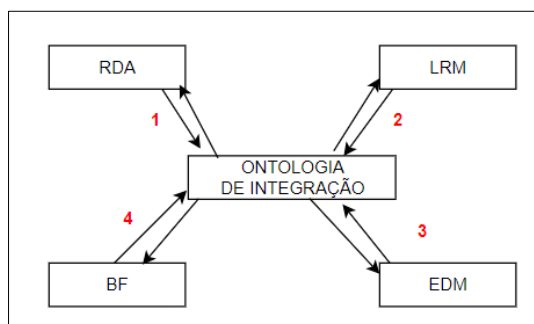 RDA
LRM
1
2
ONTOLOGIA
DE INTEGRAÇÃO
4
3
BF
EDM